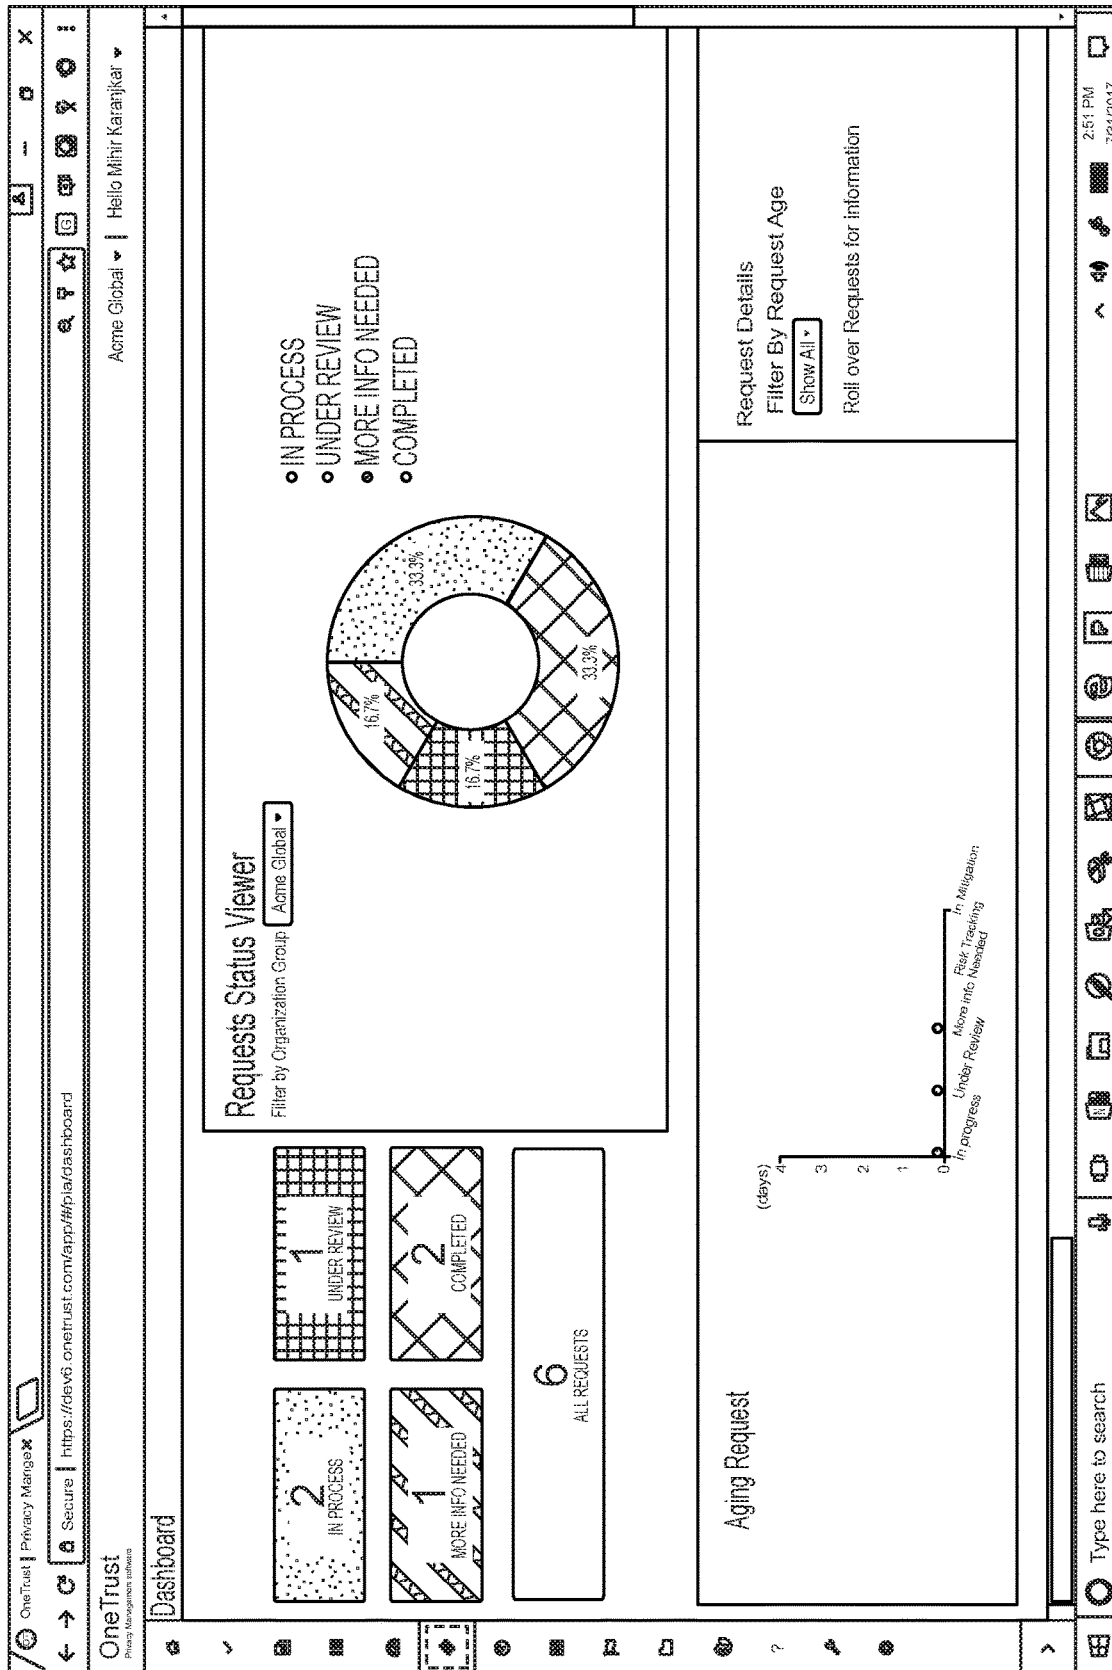 OneTrust | Privacy Mange x
Secure | https://dev6.onetrust.com/app/#/pia/dashboard
OneTrust
Privacy Management software
Acme Global | Hello Mihir Karanjkar
Dashboard
2
IN PROCESS
1
UNDER REVIEW
1
MORE INFO NEEDED
2
COMPLETED
6
ALL REQUESTS
Requests Status Viewer
Filter by Organization Group Acme Global
33.3%
33.3%
16.7%
16.7%
IN PROCESS
UNDER REVIEW
MORE INFO NEEDED
COMPLETED
Aging Request
(days)
4
3
2
1
0
In progress
Under Review
More info Needed
Risk Tracking
In Mitigation
Request Details
Filter By Request Age
Show All
Roll over Requests for information
?
Type here to search
2:51 PM